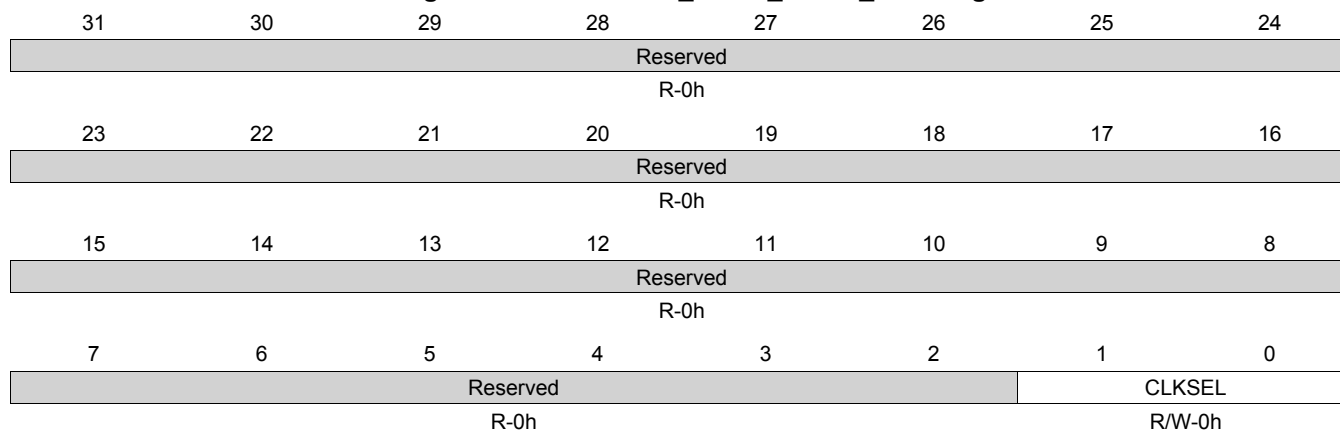 31 30 29 28 27 26 25 24
Reserved
R-0h
23 22 21 20 19 18 17 16
Reserved
R-0h
15 14 13 12 11 10 9 8
Reserved
R-0h
7 6 5 4 3 2 1 0
Reserved CLKSEL
R-0h R/W-0h